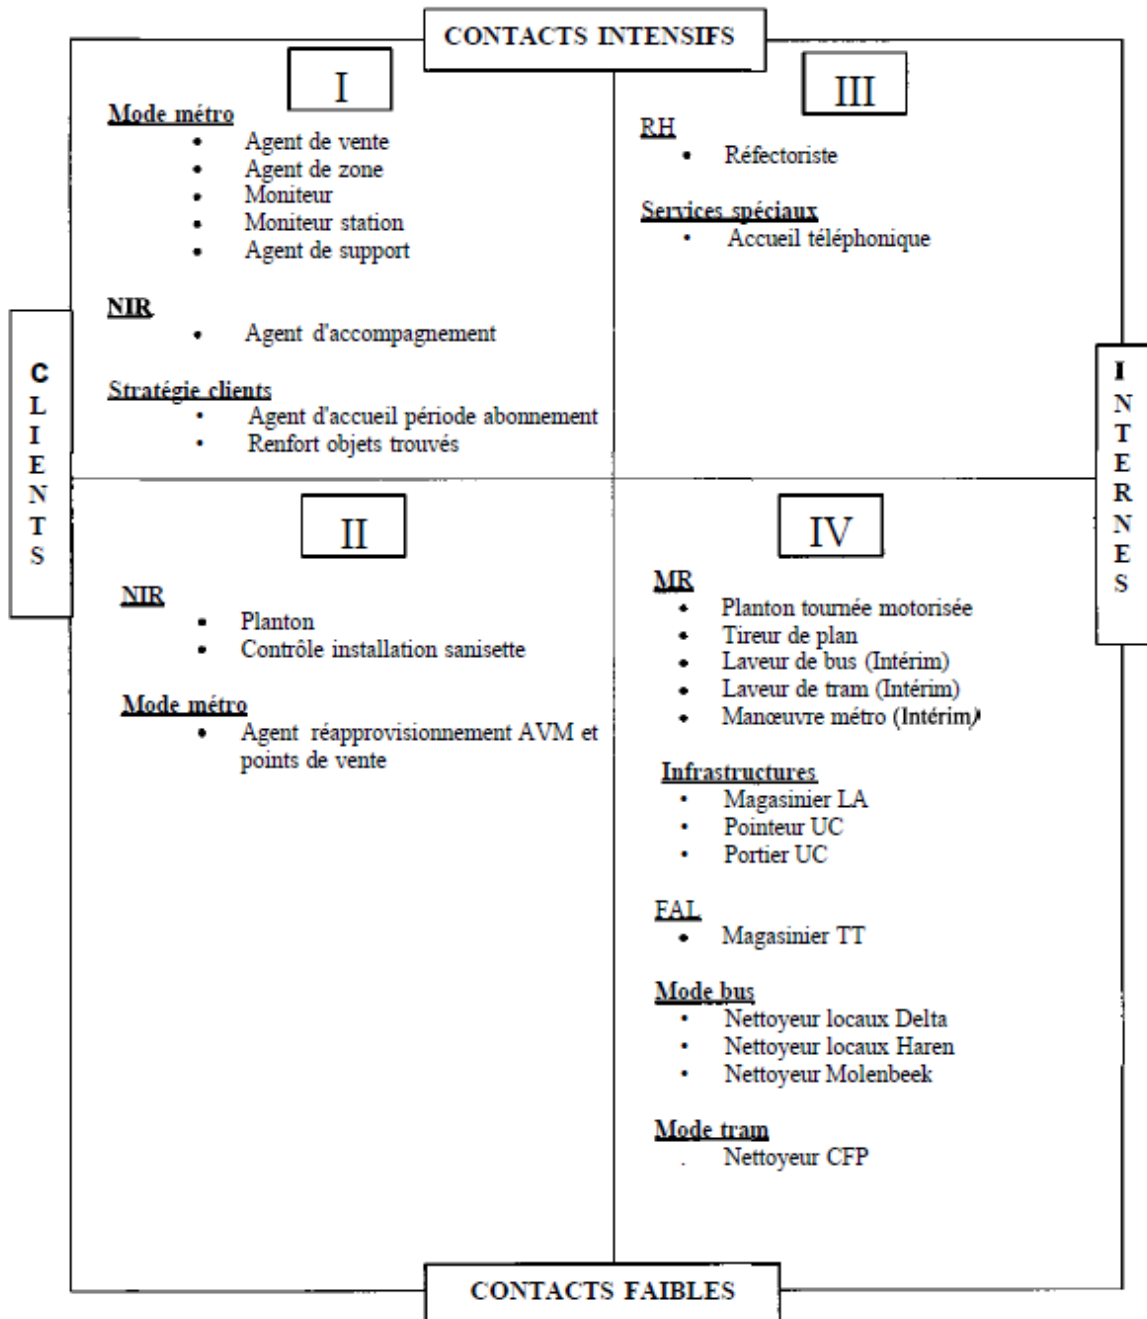 CONTACTS INTENSIFS
I
Mode métro
• Agent de vente
• Agent de zone
• Moniteur
• Moniteur station
• Agent de support
NIR
• Agent d'accompagnement
Stratégie clients
• Agent d'accueil période abonnement
• Renfort objets trouvés
III
RH
• Réfectoriste
Services spéciaux
• Accueil téléphonique
CLIENTS
INTERNES
II
NIR
• Planton
• Contrôle installation sanisette
Mode métro
• Agent réapprovisionnement AVM et
points de vente
IV
MR
• Planton tournée motorisée
• Tireur de plan
• Laveur de bus (Intérim)
• Laveur de tram (Intérim)
• Manœuvre métro (Intérim)
Infrastructures
• Magasinier LA
• Pointeur UC
• Portier UC
FAL
• Magasinier TT
Mode bus
• Nettoyeur locaux Delta
• Nettoyeur locaux Haren
• Nettoyeur Molenbeek
Mode tram
. Nettoyeur CFP
CONTACTS FAIBLES